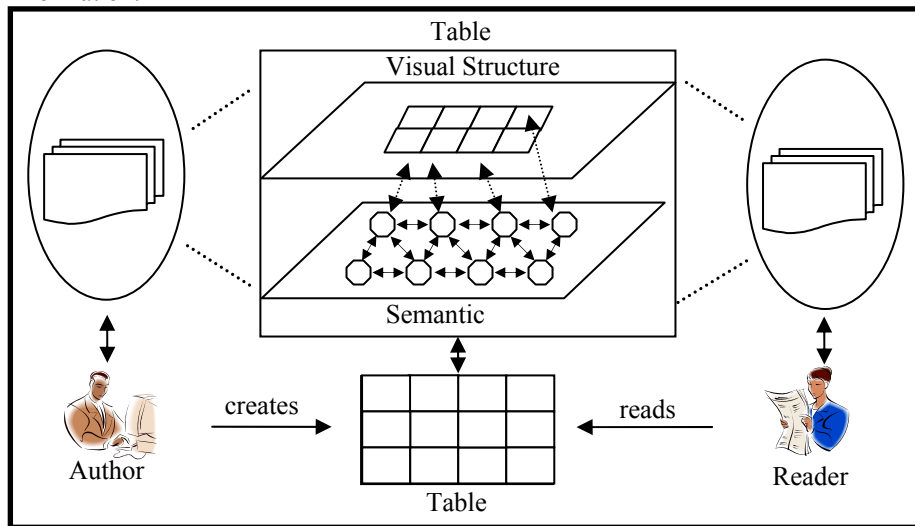 Table
Visual Structure
Semantic
creates
reads
Author
Reader
Table